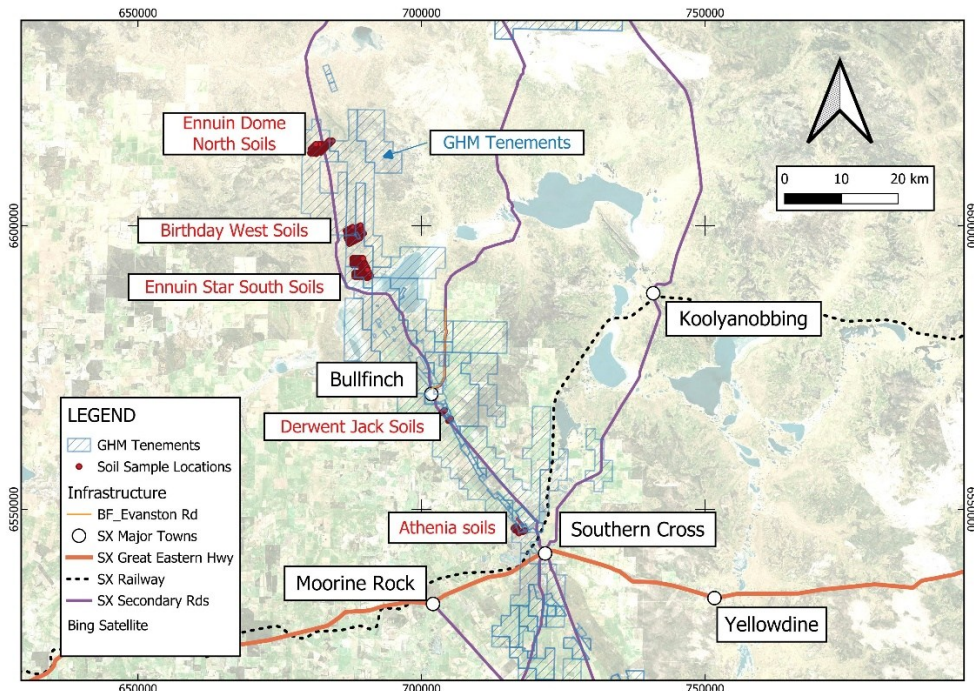 650000
700000
750000
Ennuin Dome
North Soils
GHM Tenements
0 10 20 km
6600000
6600000
Birthday West Soils
Ennuin Star South Soils
Koolyanobbing
Bullfinch
Derwent Jack Soils
LEGEND
GHM Tenements
Soil Sample Locations
Infrastructure
BF_Evanston Rd
SX Major Towns
SX Great Eastern Hwy
SX Railway
SX Secondary Rds
Bing Satellite
6550000
6550000
Athenia soils
Southern Cross
Moorine Rock
Yellowdine
650000
700000
750000